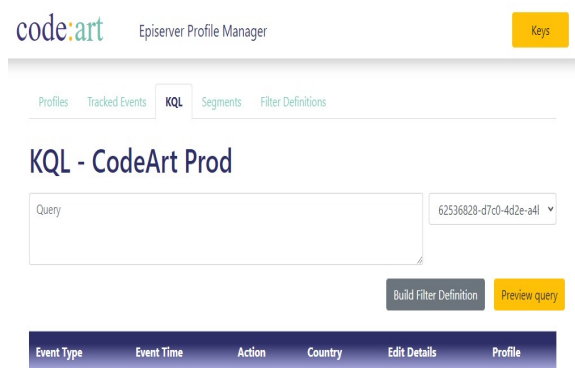 code:art Episerver Profile Manager Keys
Profiles Tracked Events KQL Segments Filter Definitions
KQL - CodeArt Prod
Query 62536828-d7c0-4d2e-a4l
Build Filter Definition Preview query
Event Type Event Time Action Country Edit Details Profile